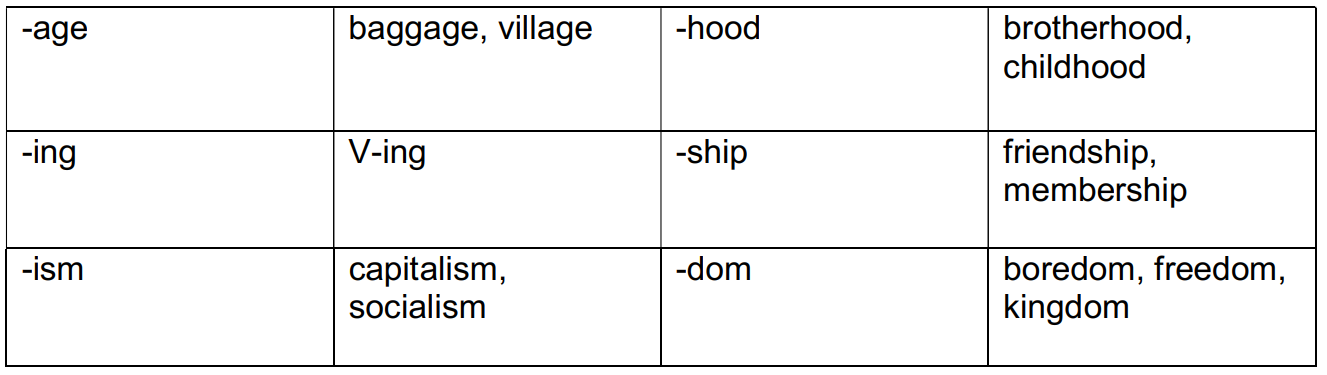 -age
baggage, village
-hood
brotherhood,
childhood
-ing
V-ing
-ship
friendship,
membership
-ism
capitalism,
socialism
-dom
boredom, freedom,
kingdom